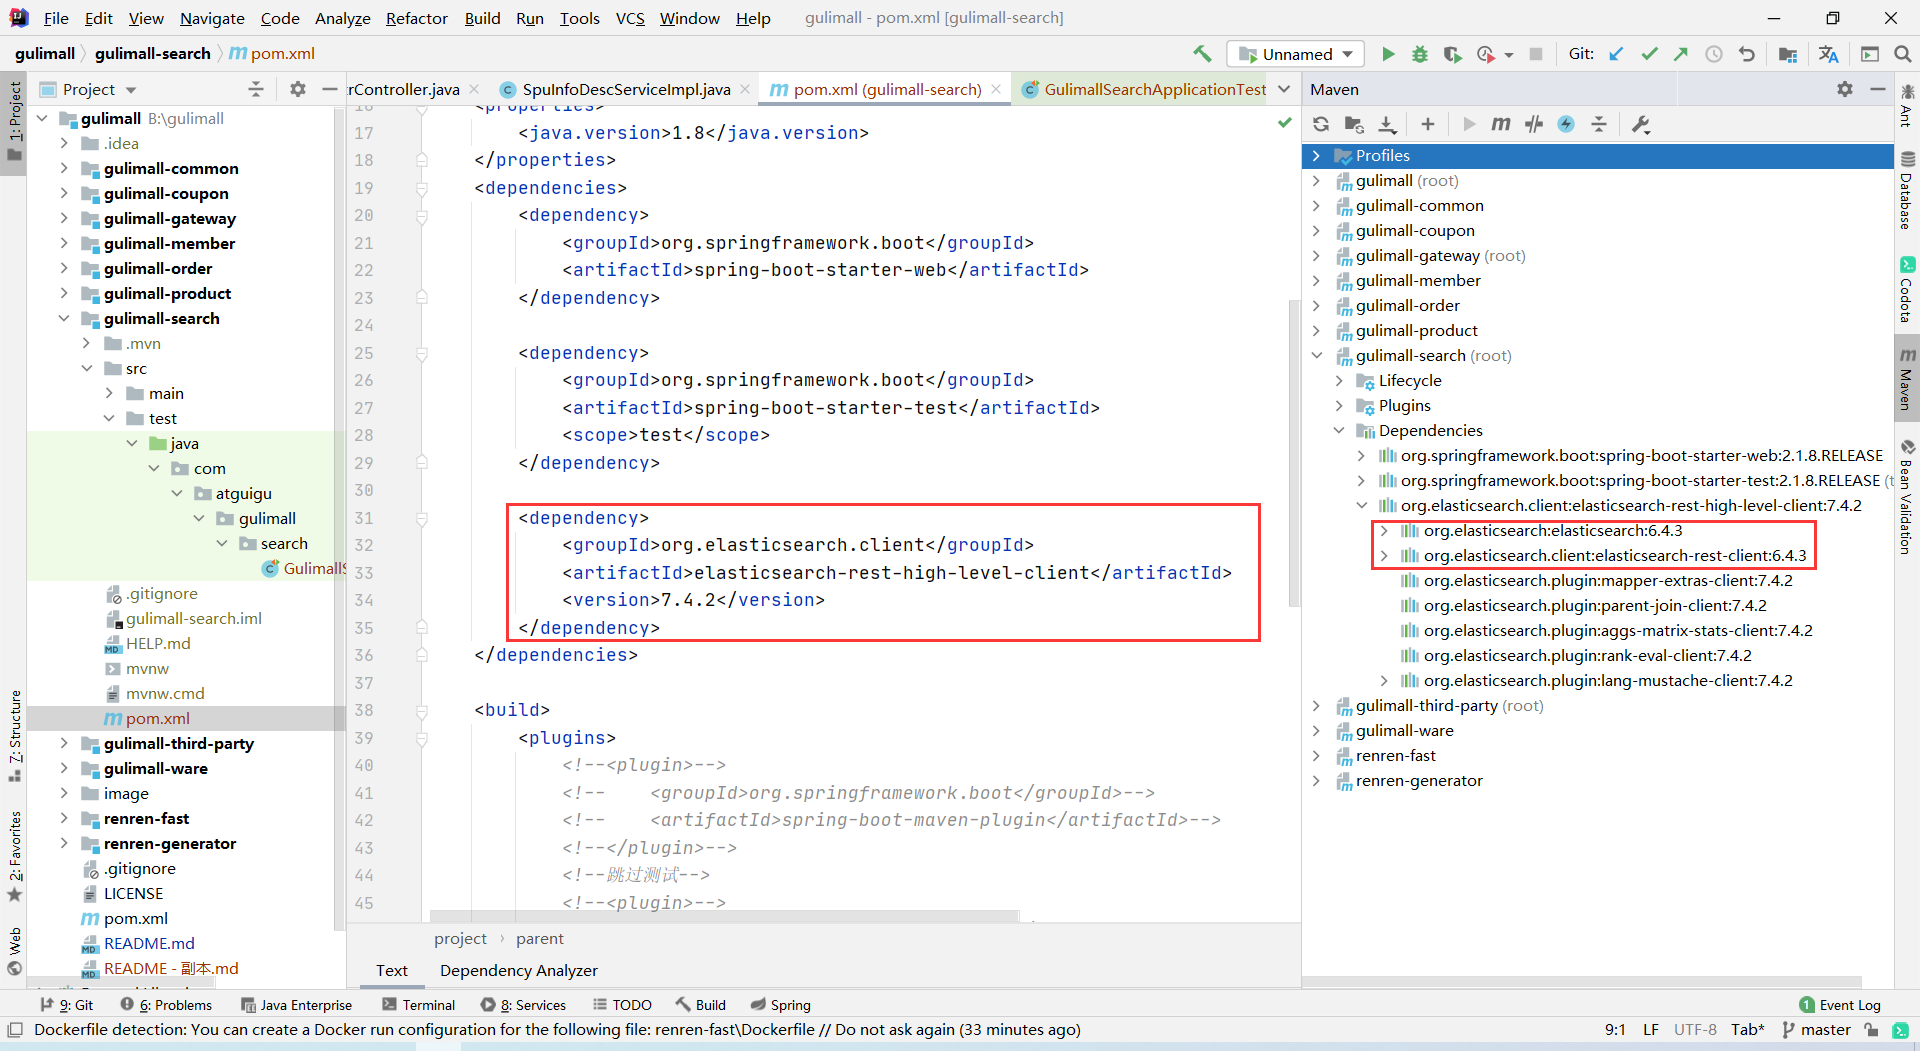 File Edit View Navigate Code Analyze Refactor Build Run Tools VCS Window Help gulimall - pom.xml [gulimall-search]
gulimall gulimall-search pom.xml Unnamed Git:
1: Project
7: Structure
2: Favorites
Web
Project
gulimall B:\gulimall
.idea
gulimall-common
gulimall-coupon
gulimall-gateway
gulimall-member
gulimall-order
gulimall-product
gulimall-search
.mvn
src
main
test
java
com
atguigu
gulimall
search
GulimallS
.gitignore
gulimall-search.iml
HELP.md
mvnw
mvnw.cmd
pom.xml
gulimall-third-party
gulimall-ware
image
renren-fast
renren-generator
.gitignore
LICENSE
pom.xml
README.md
README - 副本.md
rController.java SpuInfoDescServiceImpl.java pom.xml (gulimall-search) GulimallSearchApplicationTest
16 <properties>
17 <java.version>1.8</java.version>
18 </properties>
19 <dependencies>
20 <dependency>
21 <groupId>org.springframework.boot</groupId>
22 <artifactId>spring-boot-starter-web</artifactId>
23 </dependency>
24
25 <dependency>
26 <groupId>org.springframework.boot</groupId>
27 <artifactId>spring-boot-starter-test</artifactId>
28 <scope>test</scope>
29 </dependency>
30
31 <dependency>
32 <groupId>org.elasticsearch.client</groupId>
33 <artifactId>elasticsearch-rest-high-level-client</artifactId>
34 <version>7.4.2</version>
35 </dependency>
36 </dependencies>
37
38 <build>
39 <plugins>
40 <!--<plugin>-->
41 <!-- <groupId>org.springframework.boot</groupId>-->
42 <!-- <artifactId>spring-boot-maven-plugin</artifactId>-->
43 <!--</plugin>-->
44 <!--跳过测试-->
45 <!--<plugin>-->
project › parent
Text Dependency Analyzer
Maven
Profiles
gulimall (root)
gulimall-common
gulimall-coupon
gulimall-gateway (root)
gulimall-member
gulimall-order
gulimall-product
gulimall-search (root)
Lifecycle
Plugins
Dependencies
org.springframework.boot:spring-boot-starter-web:2.1.8.RELEASE
org.springframework.boot:spring-boot-starter-test:2.1.8.RELEASE (t
org.elasticsearch.client:elasticsearch-rest-high-level-client:7.4.2
org.elasticsearch:elasticsearch:6.4.3
org.elasticsearch.client:elasticsearch-rest-client:6.4.3
org.elasticsearch.plugin:mapper-extras-client:7.4.2
org.elasticsearch.plugin:parent-join-client:7.4.2
org.elasticsearch.plugin:aggs-matrix-stats-client:7.4.2
org.elasticsearch.plugin:rank-eval-client:7.4.2
org.elasticsearch.plugin:lang-mustache-client:7.4.2
gulimall-third-party (root)
gulimall-ware
renren-fast
renren-generator
Ant
Database
Codota
Maven
Bean Validation
9: Git 6: Problems Java Enterprise Terminal 8: Services TODO Build Spring 1 Event Log
Dockerfile detection: You can create a Docker run configuration for the following file: renren-fast\Dockerfile // Do not ask again (33 minutes ago) 9:1 LF UTF-8 Tab* master